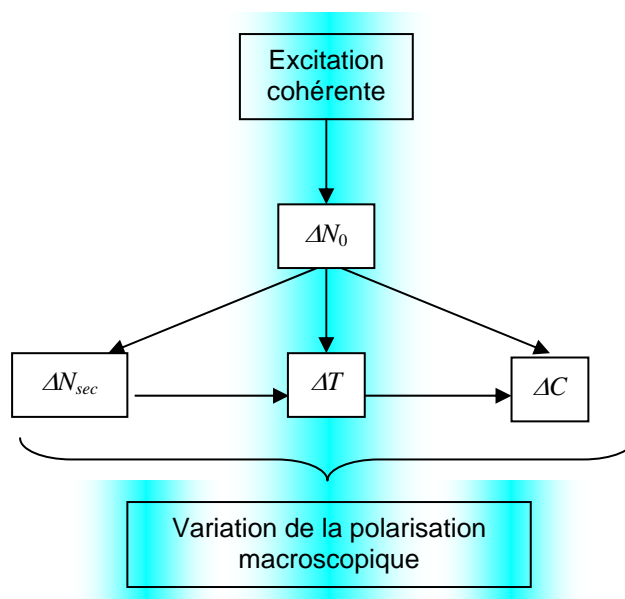 Excitation
cohérente
ΔN₀
ΔNsec
ΔT
ΔC
Variation de la polarisation
macroscopique